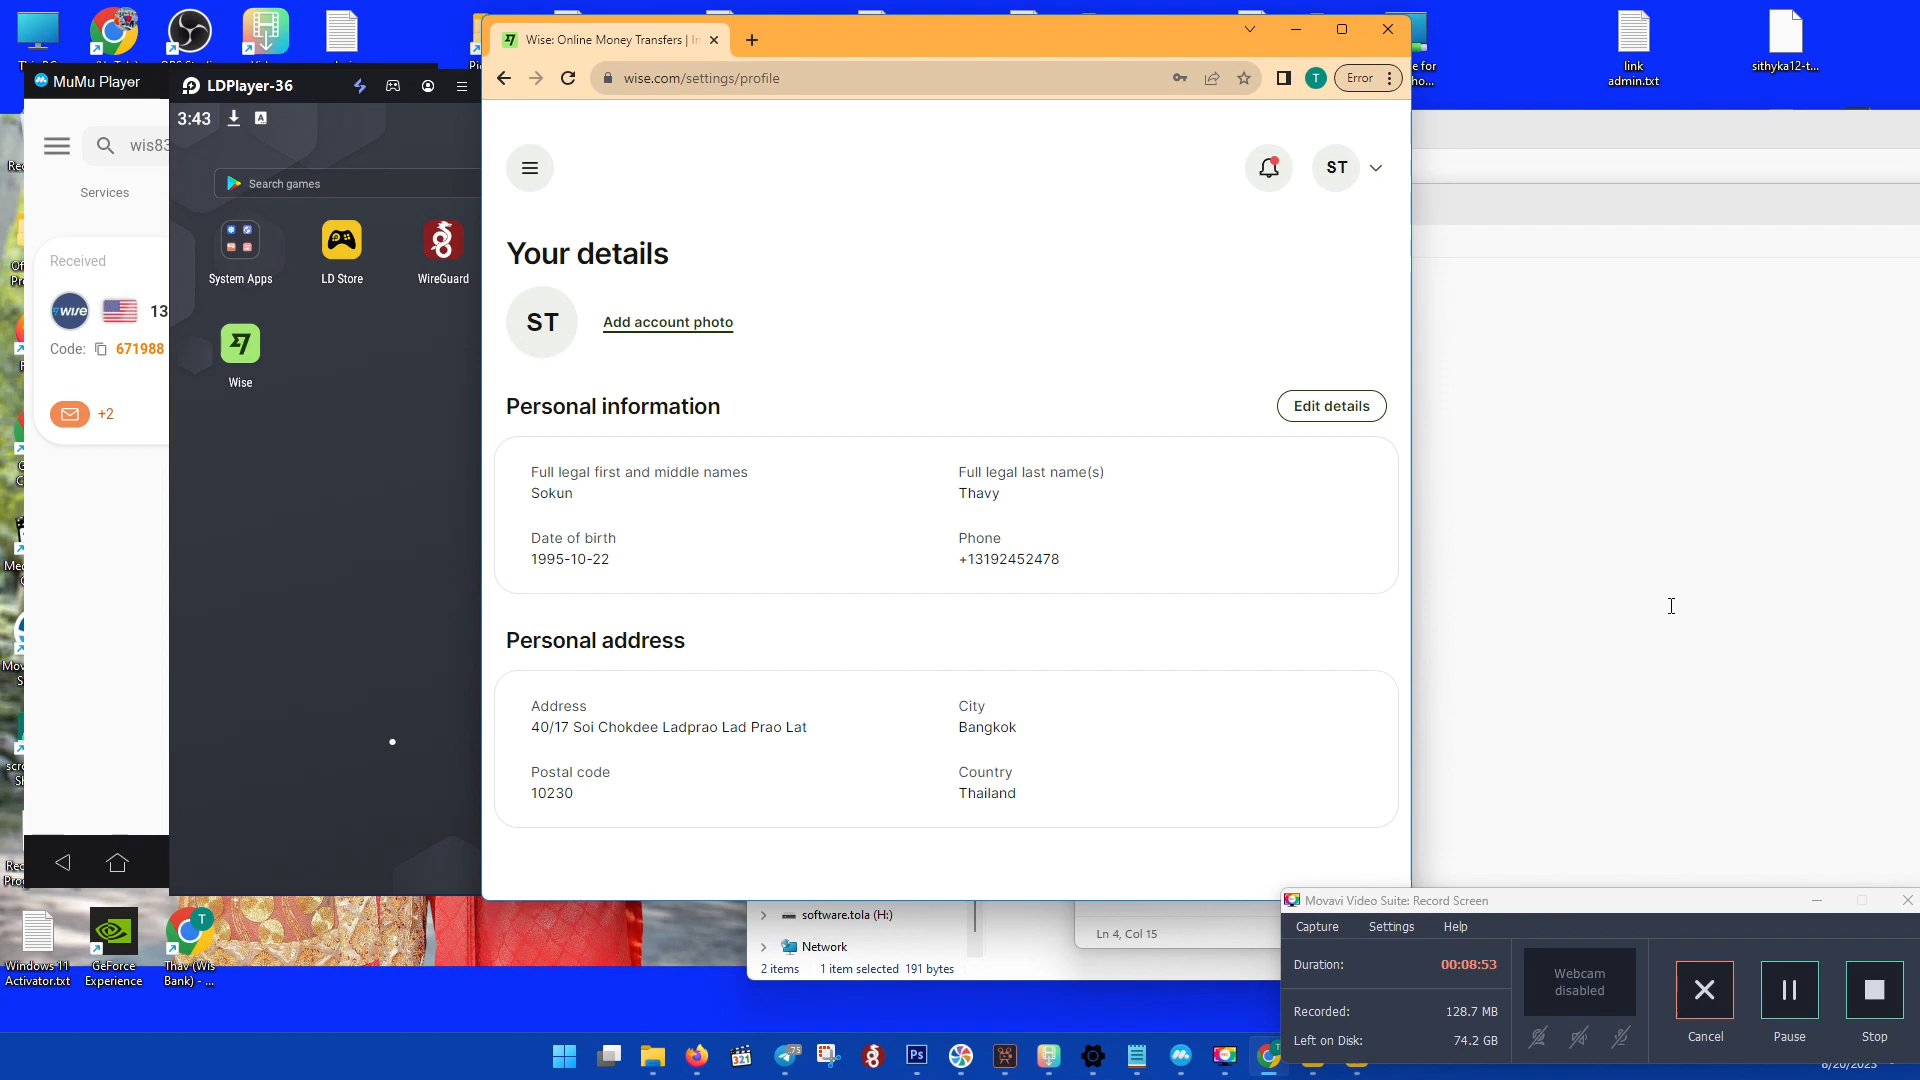 link
admin.txt
sithyka12-t...
MuMu Player
wis83
Services
Received
wise
13
Code:
671988
+2
LDPlayer-36
3:43
A
Search games
System Apps
LD Store
WireGuard
Wise
Wise: Online Money Transfers | In
wise.com/settings/profile
T
Error
ST
Your details
ST
Add account photo
Personal information
Edit details
Full legal first and middle names
Sokun
Full legal last name(s)
Thavy
Date of birth
1995-10-22
Phone
+13192452478
Personal address
Address
40/17 Soi Chokdee Ladprao Lad Prao Lat
City
Bangkok
Postal code
10230
Country
Thailand
Windows 11
Activator.txt
GeForce
Experience
Thav (Wis
Bank) - ...
software.tola (H:)
Network
2 items
1 item selected 191 bytes
Ln 4, Col 15
Movavi Video Suite: Record Screen
Capture
Settings
Help
Duration:
00:08:53
Recorded:
128.7 MB
Left on Disk:
74.2 GB
Webcam
disabled
Cancel
Pause
Stop
321
75
Ps